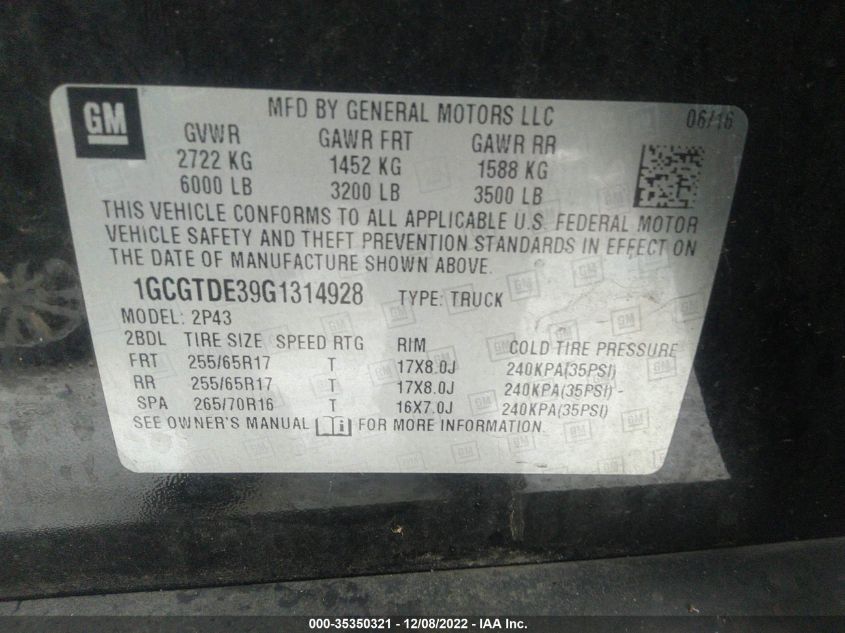 GM
MFD BY GENERAL MOTORS LLC 06/16
GVWR GAWR FRT GAWR RR
2722 KG 1452 KG 1588 KG
6000 LB 3200 LB 3500 LB
THIS VEHICLE CONFORMS TO ALL APPLICABLE U.S. FEDERAL MOTOR
VEHICLE SAFETY AND THEFT PREVENTION STANDARDS IN EFFECT ON
THE DATE OF MANUFACTURE SHOWN ABOVE.
1GCGTDE39G1314928 TYPE: TRUCK
MODEL: 2P43
2BDL TIRE SIZE SPEED RTG RIM COLD TIRE PRESSURE
FRT 255/65R17 T 17X8.0J 240KPA(35PSI)
RR 255/65R17 T 17X8.0J 240KPA(35PSI)
SPA 265/70R16 T 16X7.0J 240KPA(35PSI)
SEE OWNER'S MANUAL i FOR MORE INFORMATION.
000-35350321 - 12/08/2022 - IAA Inc.